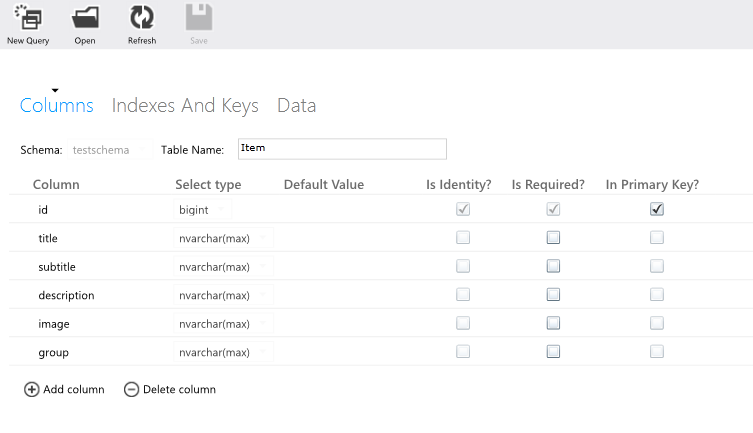 New Query Open Refresh Save
Columns Indexes And Keys Data
Schema: testschema Table Name: Item
Column Select type Default Value Is Identity? Is Required? In Primary Key?
id bigint
title nvarchar(max)
subtitle nvarchar(max)
description nvarchar(max)
image nvarchar(max)
group nvarchar(max)
Add column Delete column